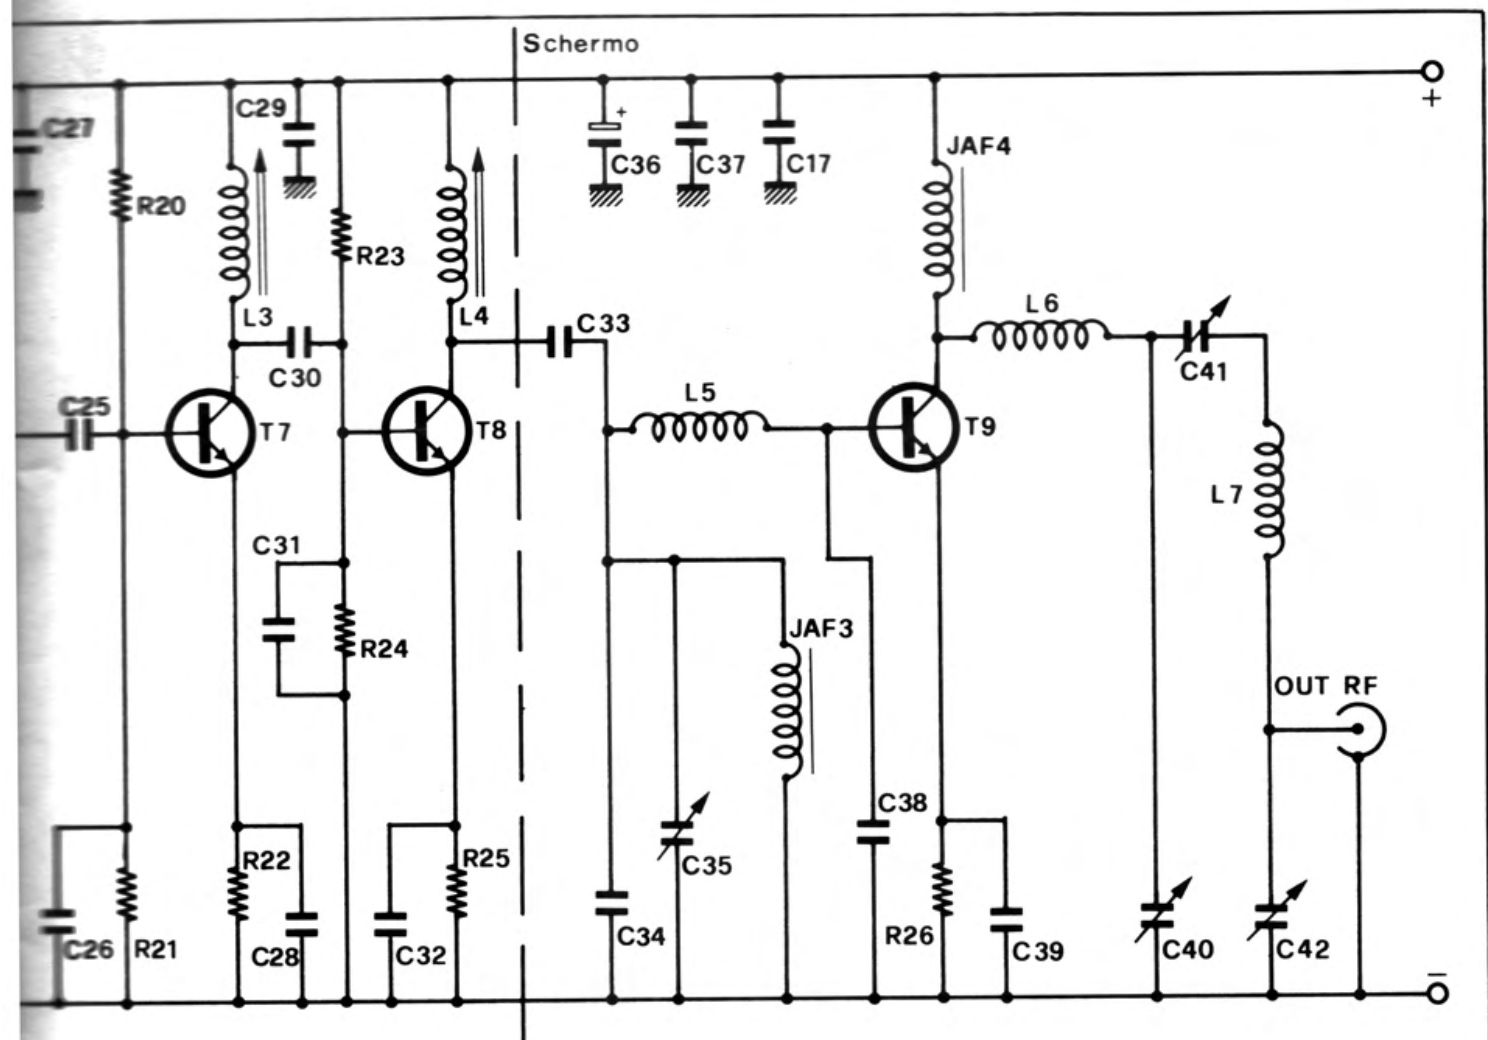 Schermo
+
C27
C29
+
C36
C37
C17
JAF4
R20
R23
L3
L4
C33
L6
C30
C41
C25
T7
T8
L5
T9
L7
C31
R24
JAF3
OUT RF
C38
R22
R25
C35
C26
R21
C28
C32
C34
R26
C39
C40
C42
−